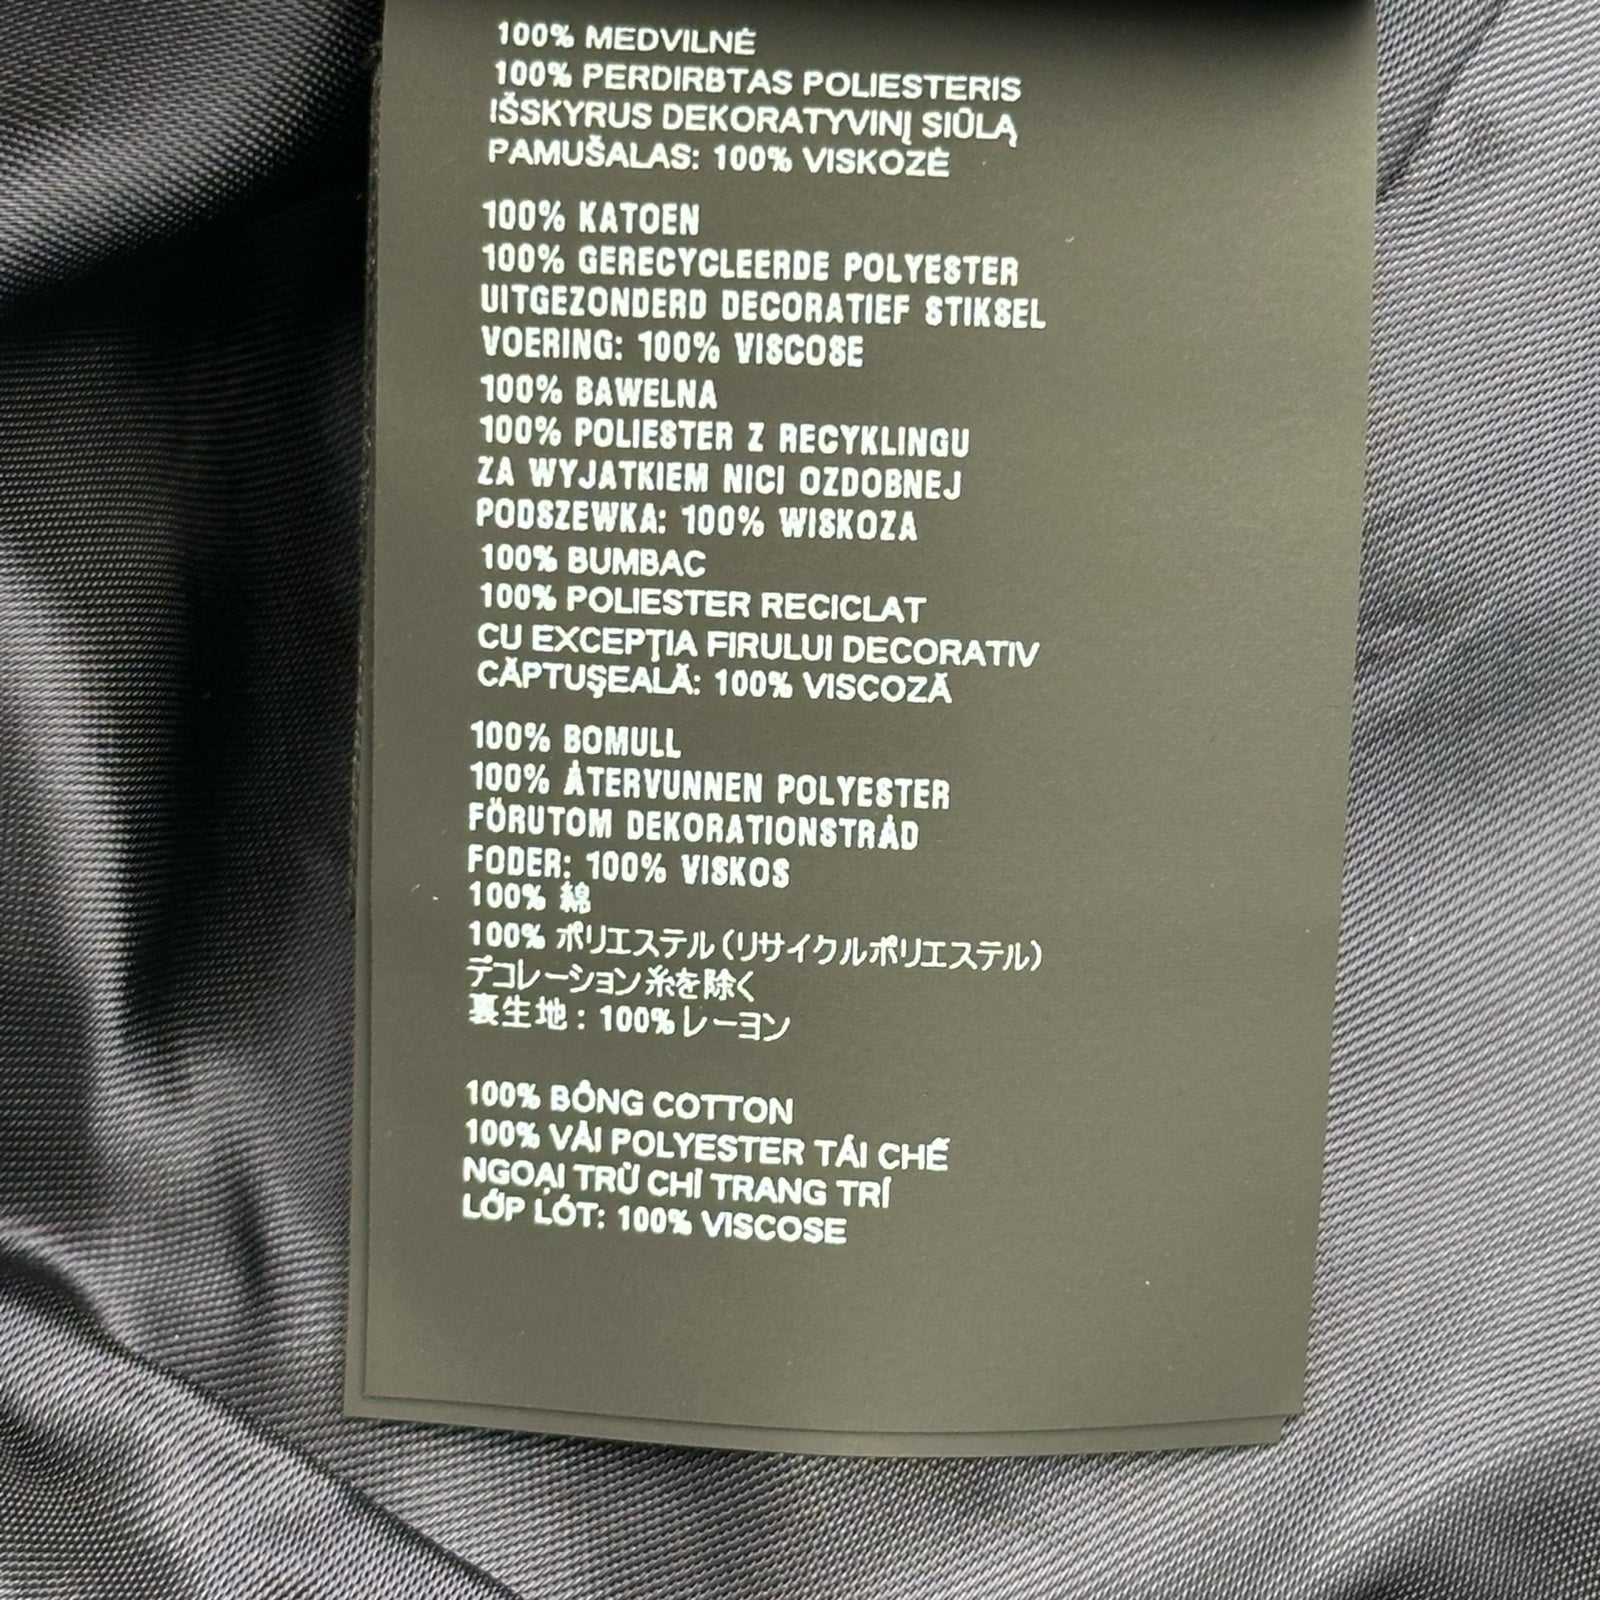 100% MEDVILNĖ
100% PERDIRBTAS POLIESTERIS
IŠSKYRUS DEKORATYVINĮ SIŪLĄ
PAMUŠALAS: 100% VISKOZĖ
100% KATOEN
100% GERECYCLEERDE POLYESTER
UITGEZONDERD DECORATIEF STIKSEL
VOERING: 100% VISCOSE
100% BAWELNA
100% POLIESTER Z RECYKLINGU
ZA WYJATKIEM NICI OZDOBNEJ
PODSZEWKA: 100% WISKOZA
100% BUMBAC
100% POLIESTER RECICLAT
CU EXCEPŢIA FIRULUI DECORATIV
CĂPTUŞEALĂ: 100% VISCOZĂ
100% BOMULL
100% ÅTERVUNNEN POLYESTER
FÖRUTOM DEKORATIONSTRÅD
FODER: 100% VISKOS
100% 綿
100% ポリエステル(リサイクルポリエステル)
デコレーション糸を除く
裏生地: 100%レーヨン
100% BÔNG COTTON
100% VẢI POLYESTER TÁI CHẾ
NGOẠI TRỪ CHỈ TRANG TRÍ
LỚP LÓT: 100% VISCOSE